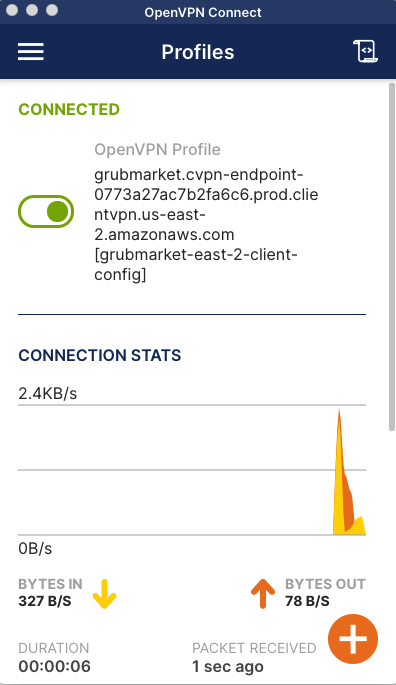 OpenVPN Connect
Profiles
CONNECTED
OpenVPN Profile
grubmarket.cvpn-endpoint-
0773a27ac7b2fa6c6.prod.clie
ntvpn.us-east-
2.amazonaws.com
[grubmarket-east-2-client-
config]
CONNECTION STATS
2.4KB/s
0B/s
BYTES IN
327 B/S
BYTES OUT
78 B/S
DURATION
00:00:06
PACKET RECEIVED
1 sec ago